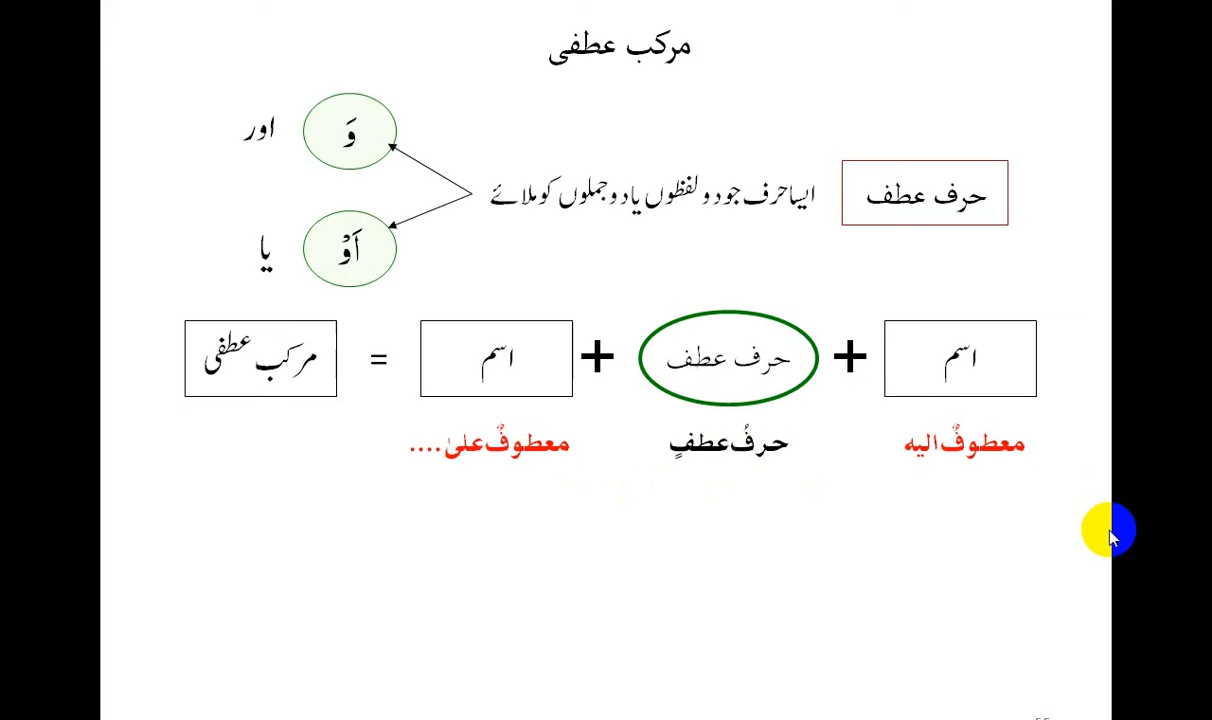 مرکب عطفی
وَ
اور
حرف عطف
ایسا حرف جو دو لفظوں یا دو جملوں کو ملائے
اَوْ
یا
اسم + حرف عطف + اسم = مرکب عطفی
معطوفٌ الیہ
حرفُ عطفٍ
معطوفٌ علیٰ ....